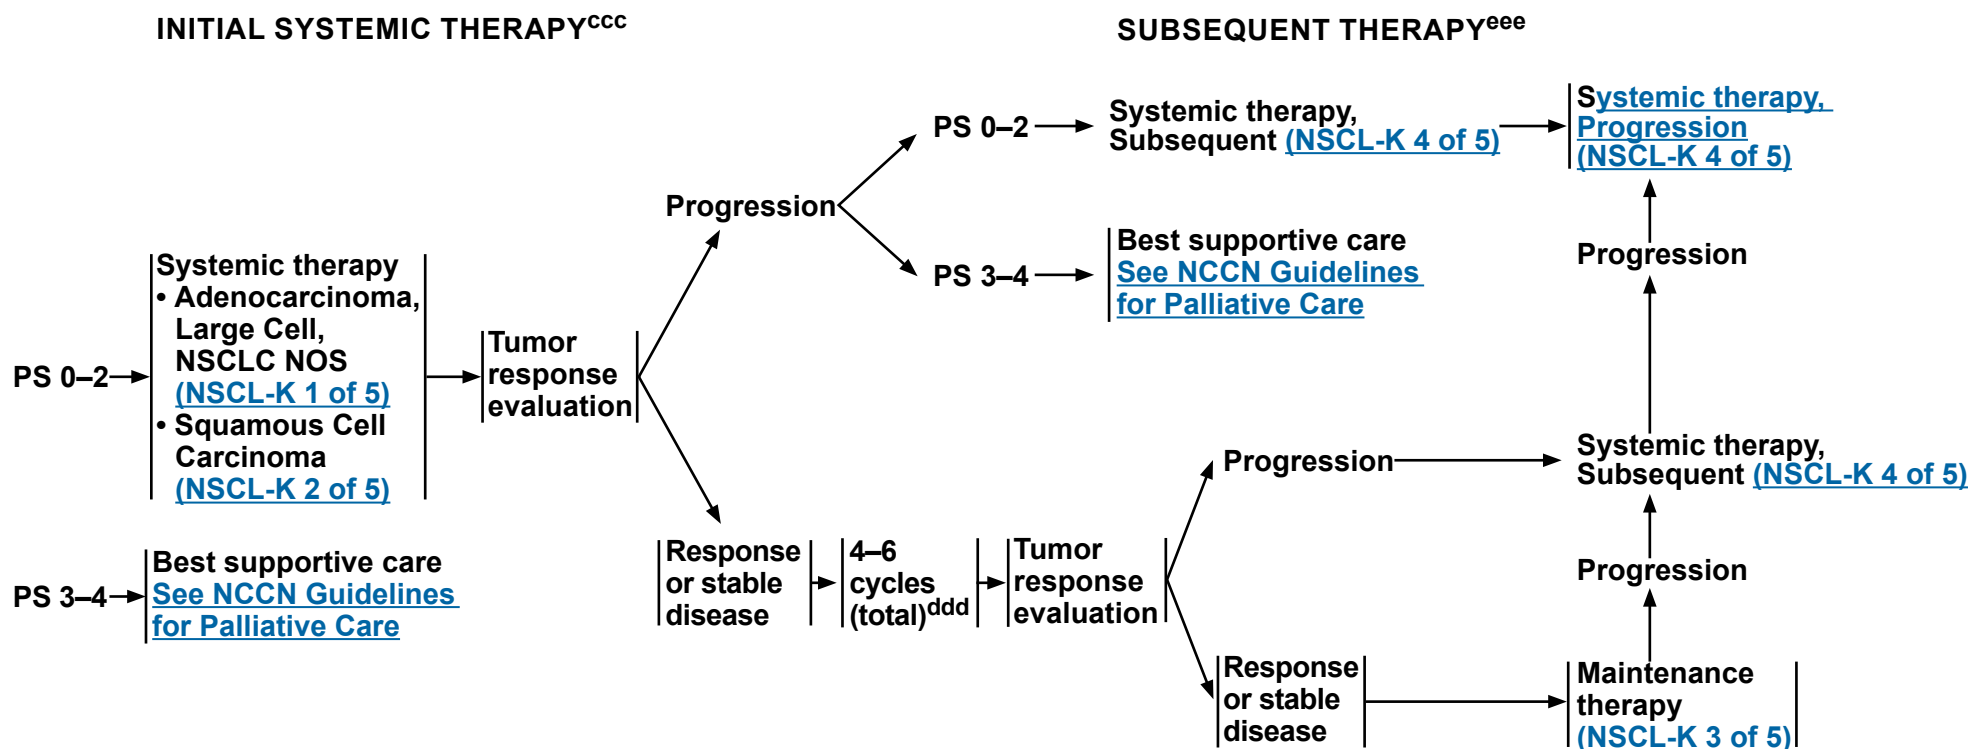 INITIAL SYSTEMIC THERAPYccc
SUBSEQUENT THERAPYeee
PS 0–2
Systemic therapy
• Adenocarcinoma,
Large Cell,
NSCLC NOS
(NSCL-K 1 of 5)
• Squamous Cell
Carcinoma
(NSCL-K 2 of 5)
PS 3–4
Best supportive care
See NCCN Guidelines
for Palliative Care
Tumor
response
evaluation
Progression
PS 0–2
Systemic therapy,
Subsequent (NSCL-K 4 of 5)
Systemic therapy,
Progression
(NSCL-K 4 of 5)
PS 3–4
Best supportive care
See NCCN Guidelines
for Palliative Care
Response
or stable
disease
4–6
cycles
(total)ddd
Tumor
response
evaluation
Progression
Systemic therapy,
Subsequent (NSCL-K 4 of 5)
Progression
Response
or stable
disease
Maintenance
therapy
(NSCL-K 3 of 5)
Progression